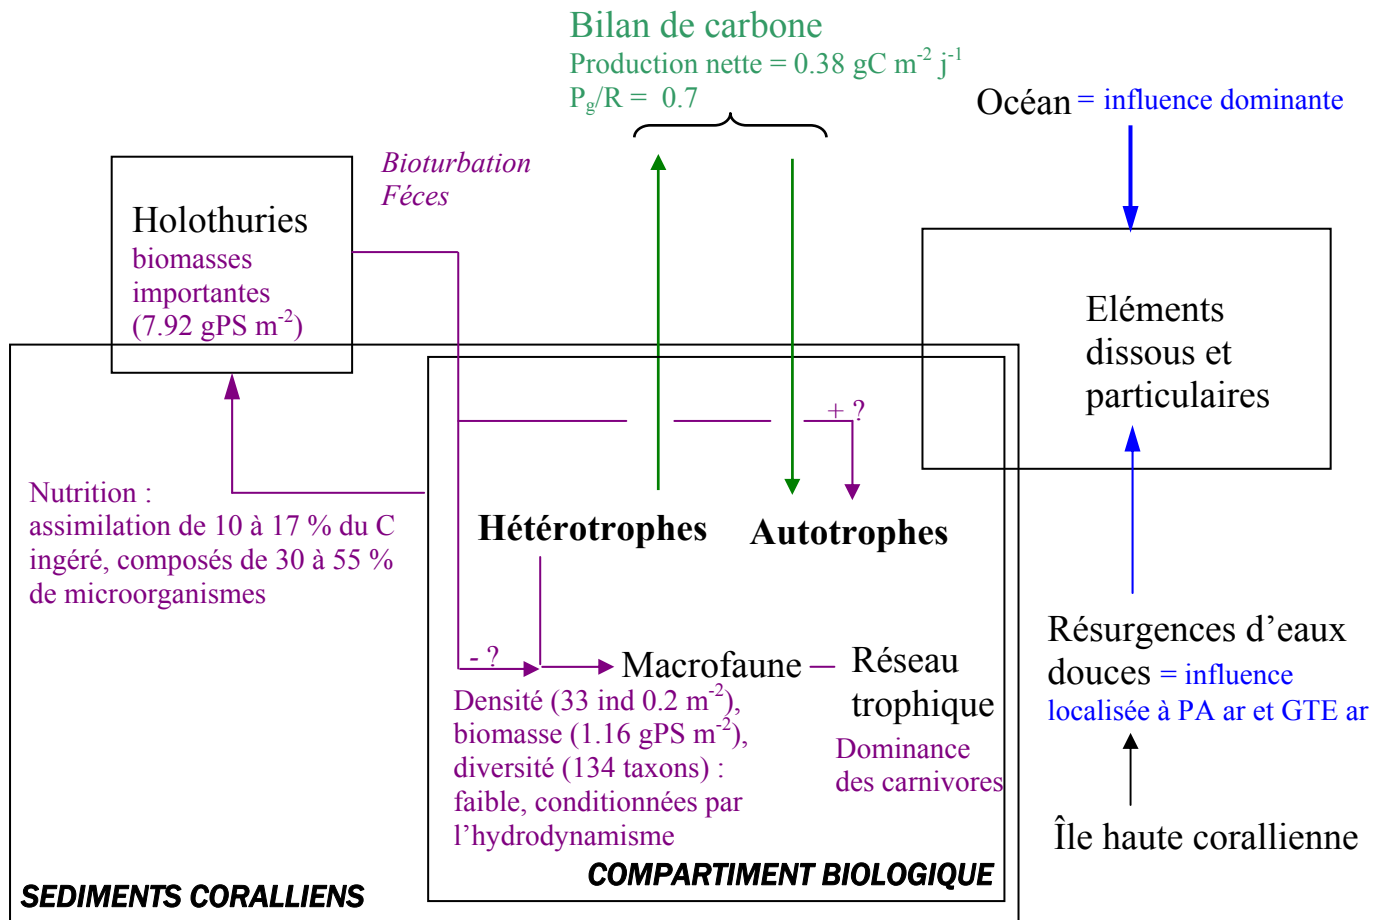 Bilan de carbone
Production nette = 0.38 gC m⁻² j⁻¹
P_g/R = 0.7
Océan = influence dominante
Bioturbation
Féces
Holothuries
biomasses
importantes
(7.92 gPS m⁻²)
Eléments
dissous et
particulaires
+ ?
Nutrition :
assimilation de 10 à 17 % du C
ingéré, composés de 30 à 55 %
de microorganismes
Hétérotrophes
Autotrophes
- ?
Macrofaune
Réseau
trophique
Densité (33 ind 0.2 m⁻²),
biomasse (1.16 gPS m⁻²),
diversité (134 taxons) :
faible, conditionnées par
l’hydrodynamisme
Dominance
des carnivores
Résurgences d’eaux
douces = influence
localisée à PA ar et GTE ar
Île haute corallienne
COMPARTIMENT BIOLOGIQUE
SEDIMENTS CORALLIENS